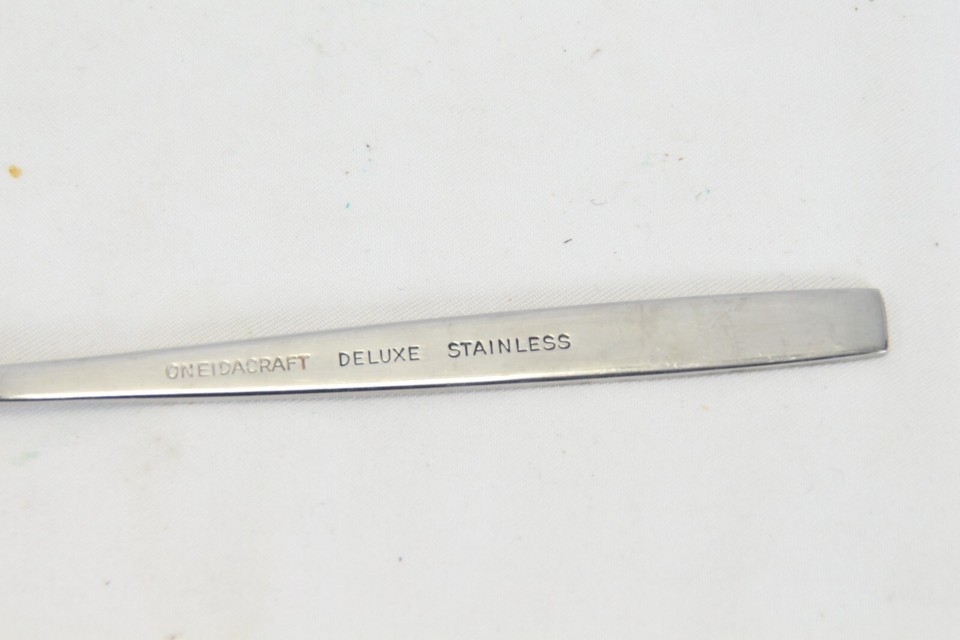 ONEIDACRAFT DELUXE STAINLESS